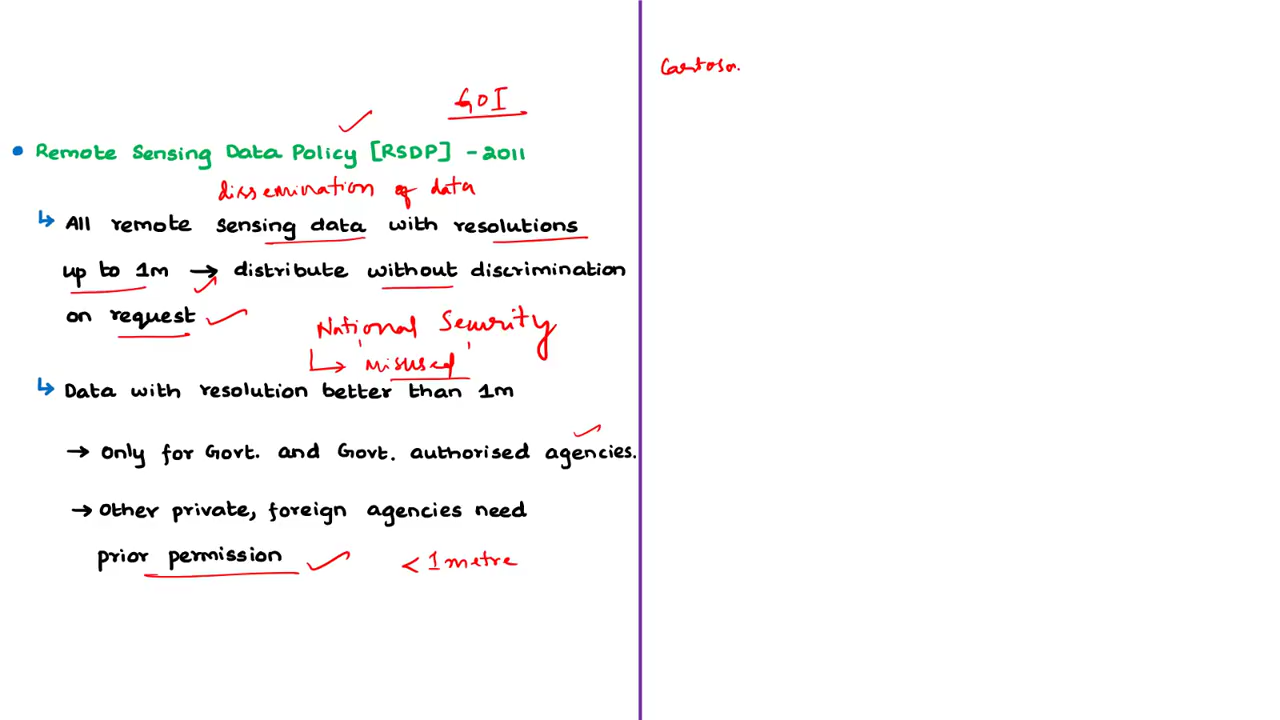 GOI
• Remote Sensing Data Policy [RSDP] - 2011
dissemination of data
↳ All remote sensing data with resolutions
up to 1m → distribute without discrimination
on request
National Security
↳ Misused
↳ Data with resolution better than 1m
→ Only for Govt. and Govt. authorised agencies.
→ Other private, foreign agencies need
prior permission
< 1 metre
Cartosa